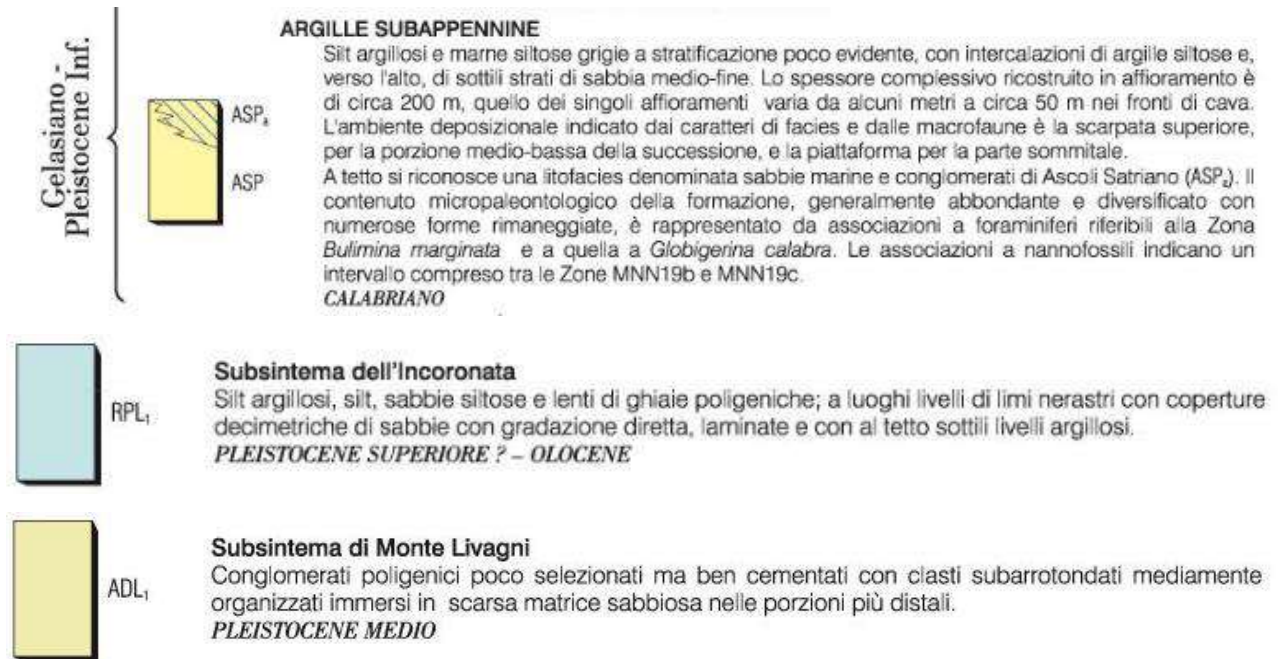 Gelasiano -
Pleistocene Inf.
ARGILLE SUBAPPENNINE
Silt argillosi e marne siltose grigie a stratificazione poco evidente, con intercalazioni di argille siltose e,
verso l'alto, di sottili strati di sabbia medio-fine. Lo spessore complessivo ricostruito in affioramento è
di circa 200 m, quello dei singoli affioramenti varia da alcuni metri a circa 50 m nei fronti di cava.
L'ambiente deposizionale indicato dai caratteri di facies e dalle macrofaune è la scarpata superiore,
per la porzione medio-bassa della successione, e la piattaforma per la parte sommitale.
A tetto si riconosce una litofacies denominata sabbie marine e conglomerati di Ascoli Satriano (ASPa). Il
contenuto micropaleontologico della formazione, generalmente abbondante e diversificato con
numerose forme rimaneggiate, è rappresentato da associazioni a foraminiferi riferibili alla Zona
Bulimina marginata e a quella a Globigerina calabra. Le associazioni a nannofossili indicano un
intervallo compreso tra le Zone MNN19b e MNN19c.
CALABRIANO
ASPa
ASP
Subsintema dell'Incoronata
Silt argillosi, silt, sabbie siltose e lenti di ghiaie poligeniche; a luoghi livelli di limi nerastri con coperture
decimetriche di sabbie con gradazione diretta, laminate e con al tetto sottili livelli argillosi.
PLEISTOCENE SUPERIORE ? – OLOCENE
RPL1
Subsintema di Monte Livagni
Conglomerati poligenici poco selezionati ma ben cementati con clasti subarrotondati mediamente
organizzati immersi in scarsa matrice sabbiosa nelle porzioni più distali.
PLEISTOCENE MEDIO
ADL1